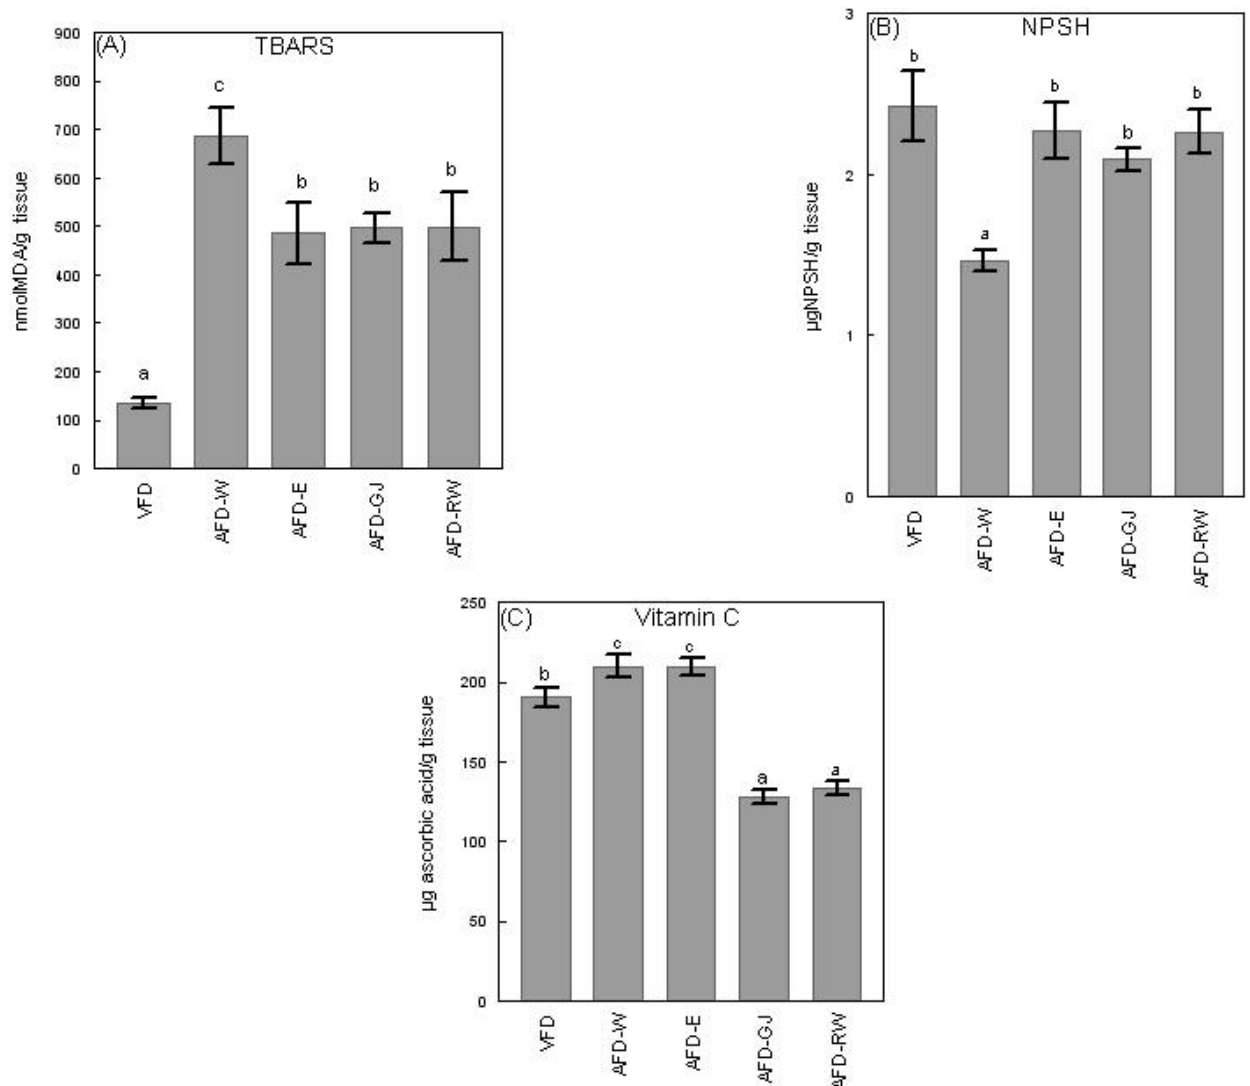 (A) TBARS
900
800
700
600
500
400
300
200
100
0
nmolMDA/g tissue
a
c
b
b
b
VFD
AFD-W
AFD-E
AFD-GJ
AFD-RW
(B) NPSH
3
2
1
0
µgNPSH/g tissue
b
a
b
b
b
VFD
AFD-W
AFD-E
AFD-GJ
AFD-RW
(C) Vitamin C
250
200
150
100
50
0
µg ascorbic acid/g tissue
b
c
c
a
a
VFD
AFD-W
AFD-E
AFD-GJ
AFD-RW